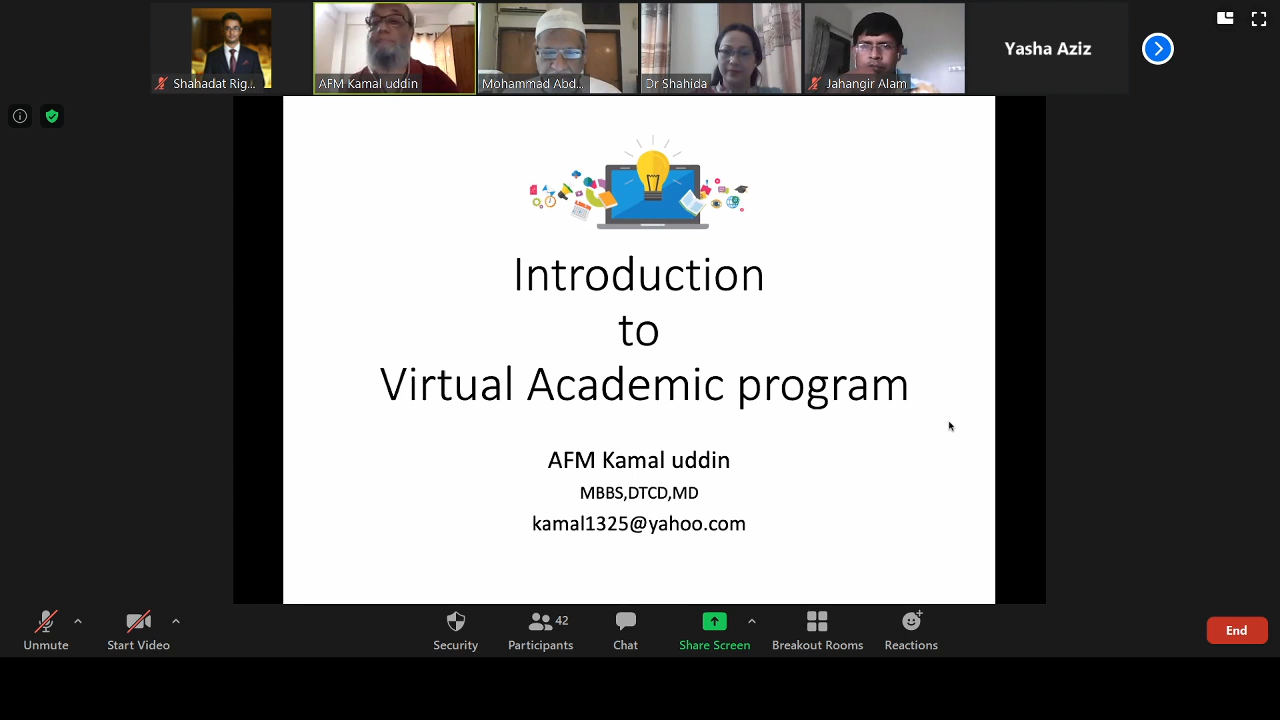 Shahadat Rig...
AFM Kamal uddin
Mohammad Abd...
Dr Shahida
Jahangir Alam
Yasha Aziz
Introduction
to
Virtual Academic program
AFM Kamal uddin
MBBS,DTCD,MD
kamal1325@yahoo.com
Unmute
Start Video
Security
Participants
42
Chat
Share Screen
Breakout Rooms
Reactions
End